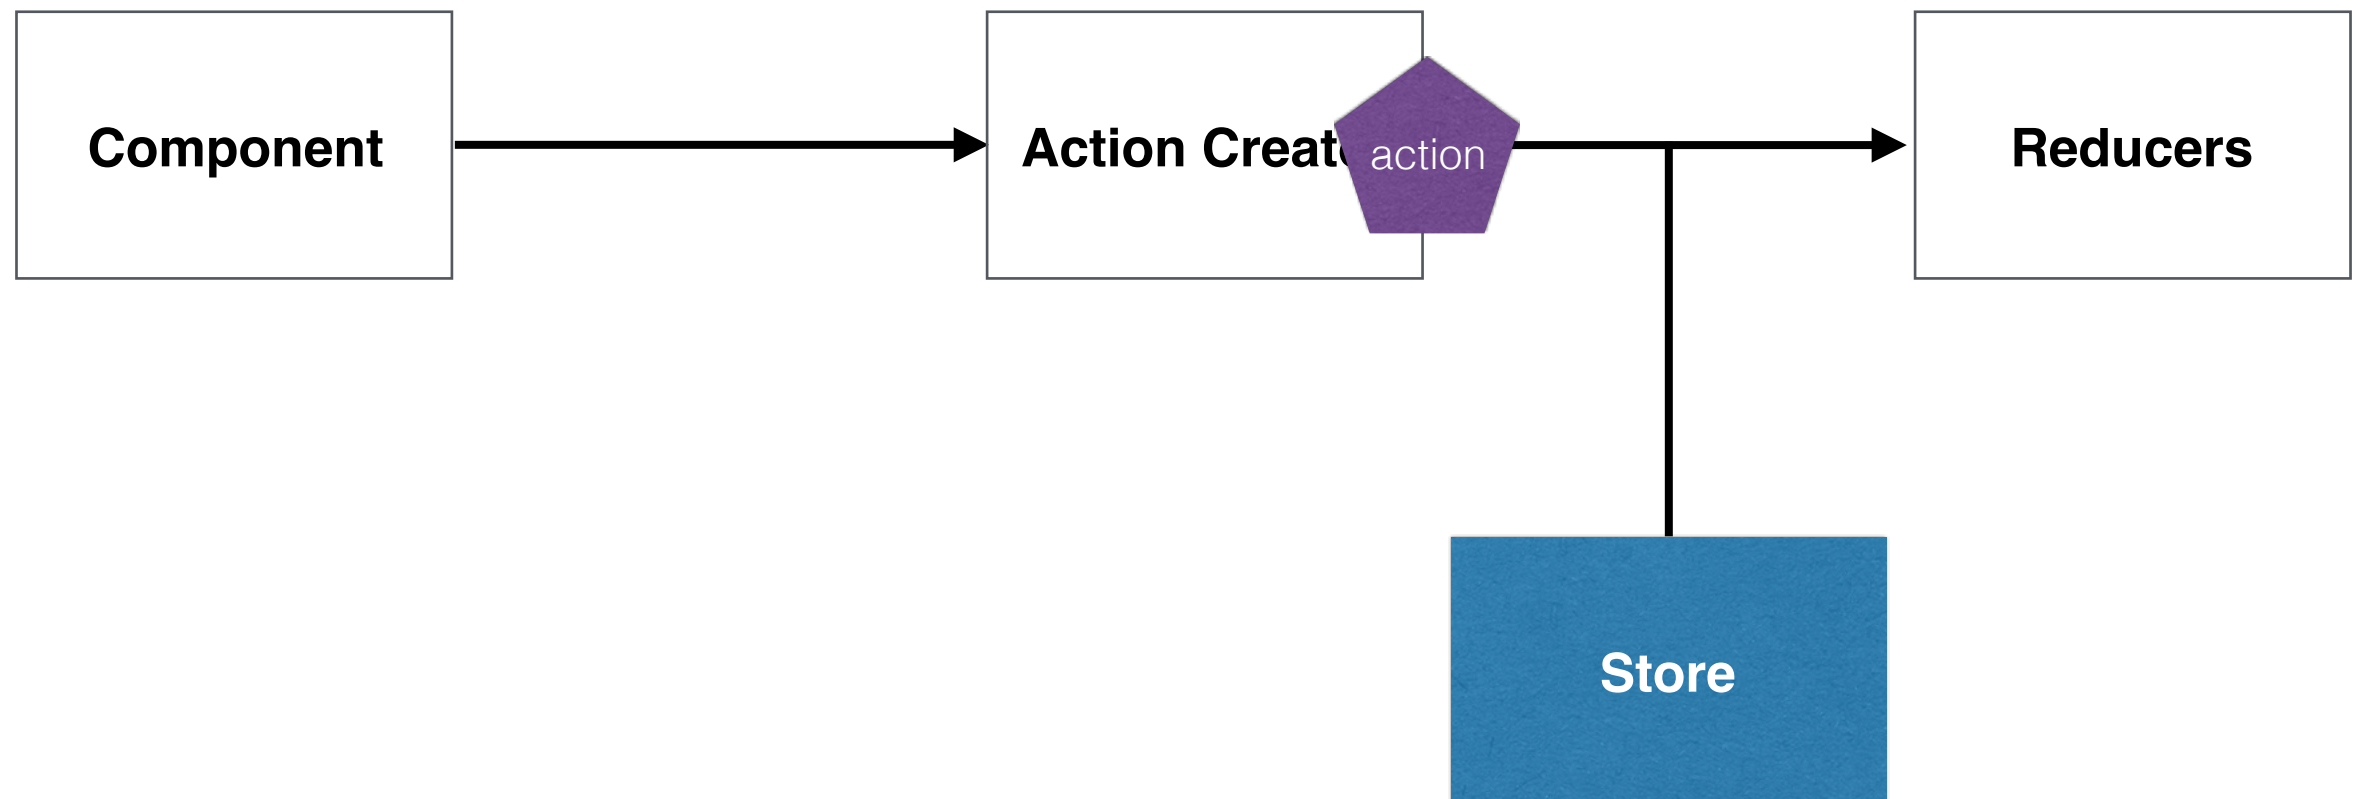 Component
Action Creat
action
Reducers
Store